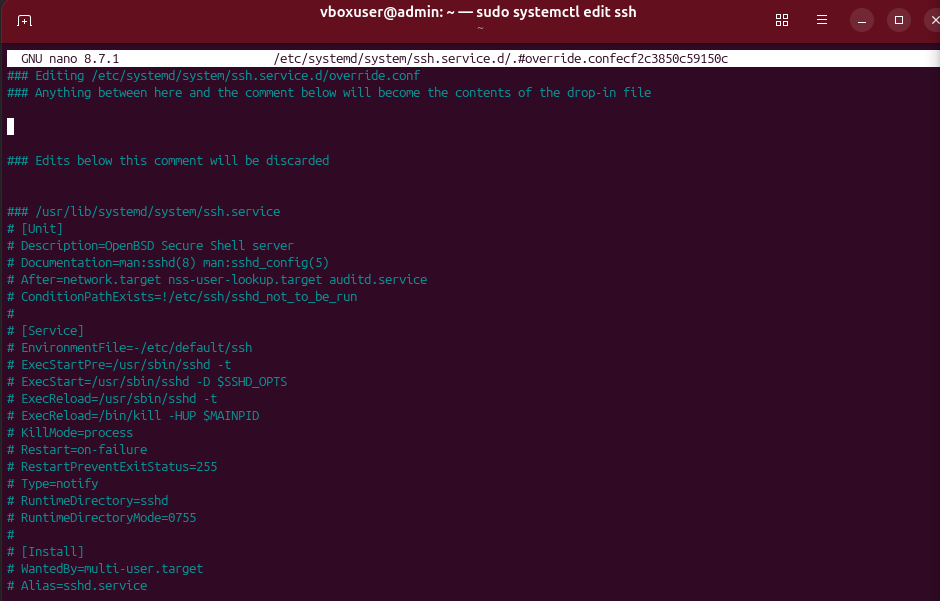 vboxuser@admin: ~ — sudo systemctl edit ssh
~
GNU nano 8.7.1 /etc/systemd/system/ssh.service.d/.#override.confecf2c3850c59150c
### Editing /etc/systemd/system/ssh.service.d/override.conf
### Anything between here and the comment below will become the contents of the drop-in file
### Edits below this comment will be discarded
### /usr/lib/systemd/system/ssh.service
# [Unit]
# Description=OpenBSD Secure Shell server
# Documentation=man:sshd(8) man:sshd_config(5)
# After=network.target nss-user-lookup.target auditd.service
# ConditionPathExists=!/etc/ssh/sshd_not_to_be_run
#
# [Service]
# EnvironmentFile=-/etc/default/ssh
# ExecStartPre=/usr/sbin/sshd -t
# ExecStart=/usr/sbin/sshd -D $SSHD_OPTS
# ExecReload=/usr/sbin/sshd -t
# ExecReload=/bin/kill -HUP $MAINPID
# KillMode=process
# Restart=on-failure
# RestartPreventExitStatus=255
# Type=notify
# RuntimeDirectory=sshd
# RuntimeDirectoryMode=0755
#
# [Install]
# WantedBy=multi-user.target
# Alias=sshd.service